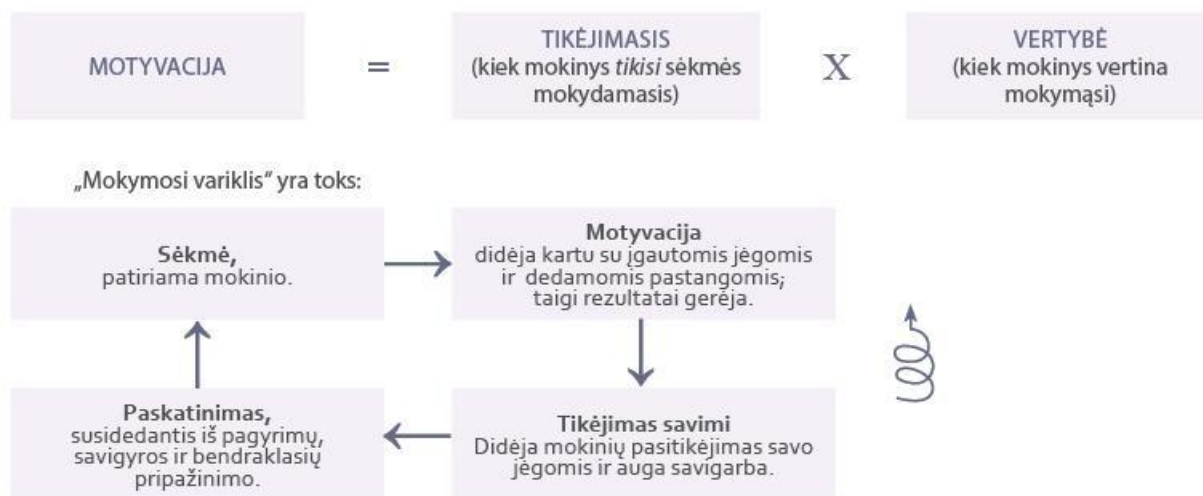 MOTYVACIJA
=
TIKĖJIMASIS
(kiek mokinys tikisi sėkmės
mokydamasis)
X
VERTYBĖ
(kiek mokinys vertina
mokymąsi)
„Mokymosi variklis“ yra toks:
Sėkmė,
patiriama mokinio.
Motyvacija
didėja kartu su įgautomis jėgomis
ir dedamomis pastangomis;
taigi rezultatai gerėja.
Paskatinimas,
susidedantis iš pagyrimų,
savigyros ir bendraklasių
pripažinimo.
Tikėjimas savimi
Didėja mokinių pasitikėjimas savo
jėgomis ir auga savigarba.